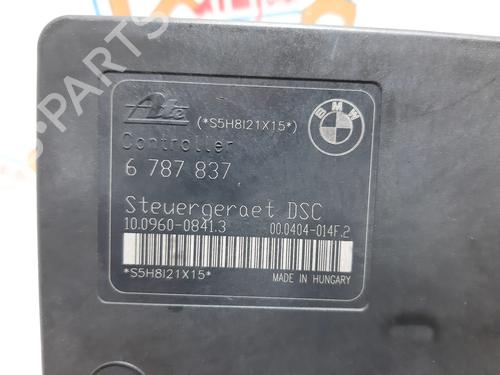 Ate (*S5H8I21X15*) BMW
Controller
6 787 837
Steuergeraet DSC
10.0960-0841.3 00.0404-014F.2
*S5H8I21X15* MADE IN HUNGARY